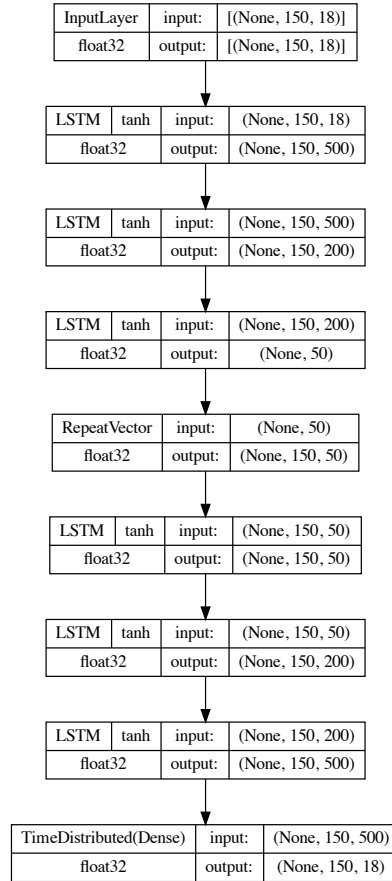 InputLayer input: [(None, 150, 18)]
float32 output: [(None, 150, 18)]
LSTM tanh input: (None, 150, 18)
float32 output: (None, 150, 500)
LSTM tanh input: (None, 150, 500)
float32 output: (None, 150, 200)
LSTM tanh input: (None, 150, 200)
float32 output: (None, 50)
RepeatVector input: (None, 50)
float32 output: (None, 150, 50)
LSTM tanh input: (None, 150, 50)
float32 output: (None, 150, 50)
LSTM tanh input: (None, 150, 50)
float32 output: (None, 150, 200)
LSTM tanh input: (None, 150, 200)
float32 output: (None, 150, 500)
TimeDistributed(Dense) input: (None, 150, 500)
float32 output: (None, 150, 18)